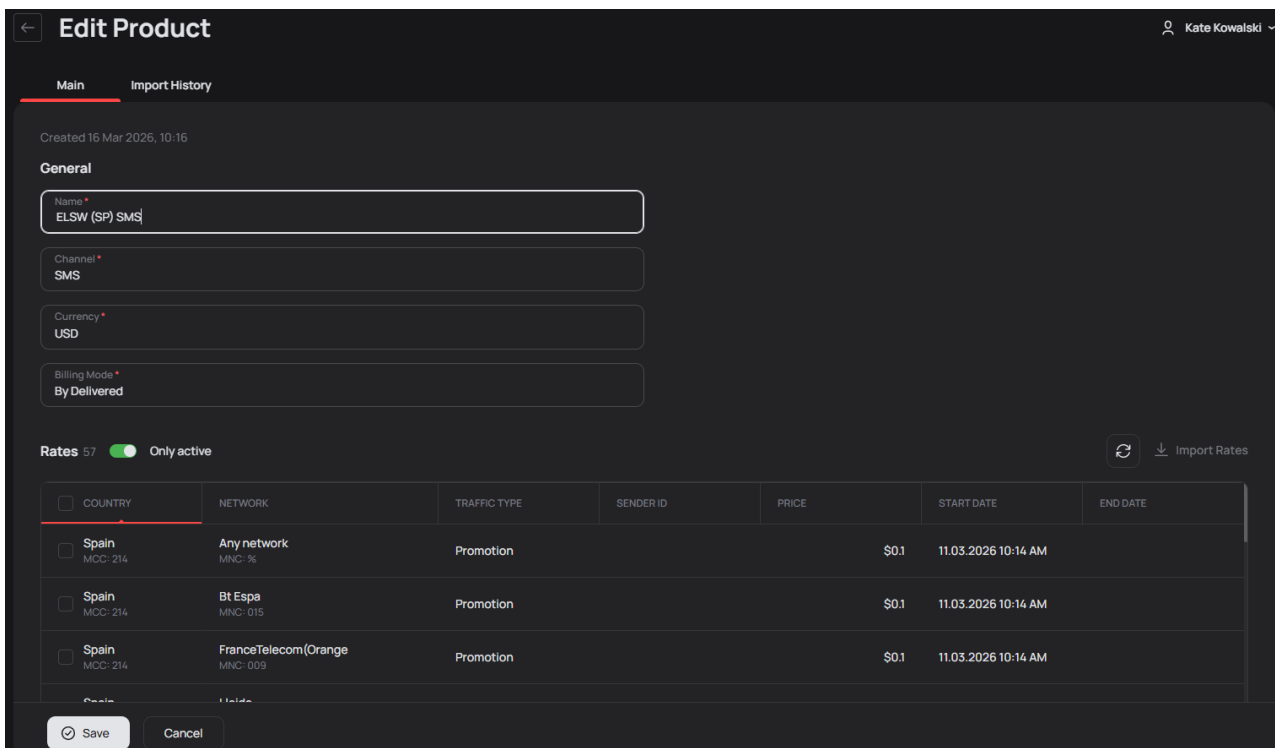 Edit Product
Kate Kowalski
Main Import History
Created 16 Mar 2026, 10:16
General
Name *
ELSW (SP) SMS
Channel *
SMS
Currency *
USD
Billing Mode *
By Delivered
Rates 57 Only active Import Rates
COUNTRY NETWORK TRAFFIC TYPE SENDER ID PRICE START DATE END DATE
Spain Any network Promotion $0.1 11.03.2026 10:14 AM
MCC: 214 MNC: %
Spain Bt Espa Promotion $0.1 11.03.2026 10:14 AM
MCC: 214 MNC: 015
Spain FranceTelecom(Orange Promotion $0.1 11.03.2026 10:14 AM
MCC: 214 MNC: 009
Spain
Save Cancel